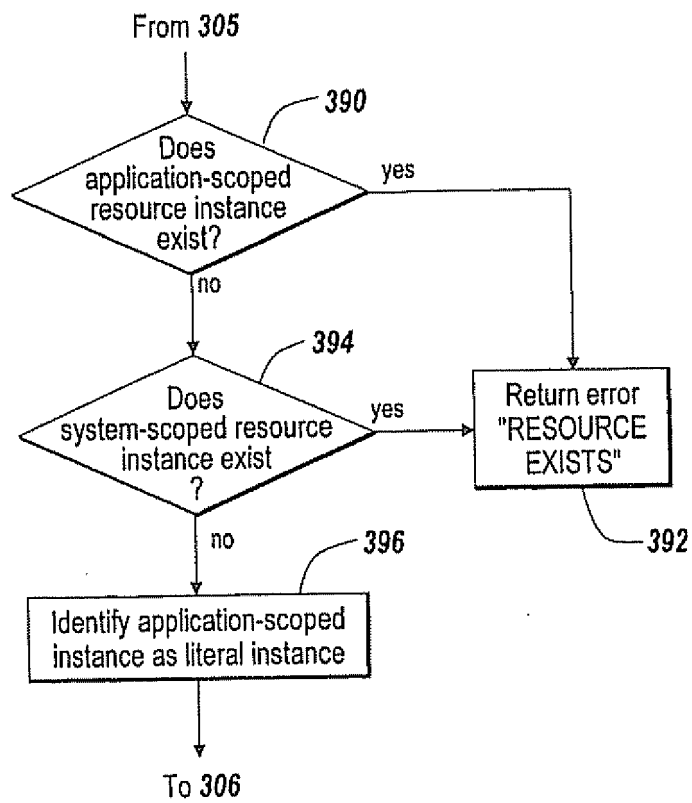 From 305
390
Does
application-scoped
resource instance
exist?
yes
no
394
Does
system-scoped resource
instance exist
?
yes
Return error
"RESOURCE
EXISTS"
392
no
396
Identify application-scoped
instance as literal instance
To 306